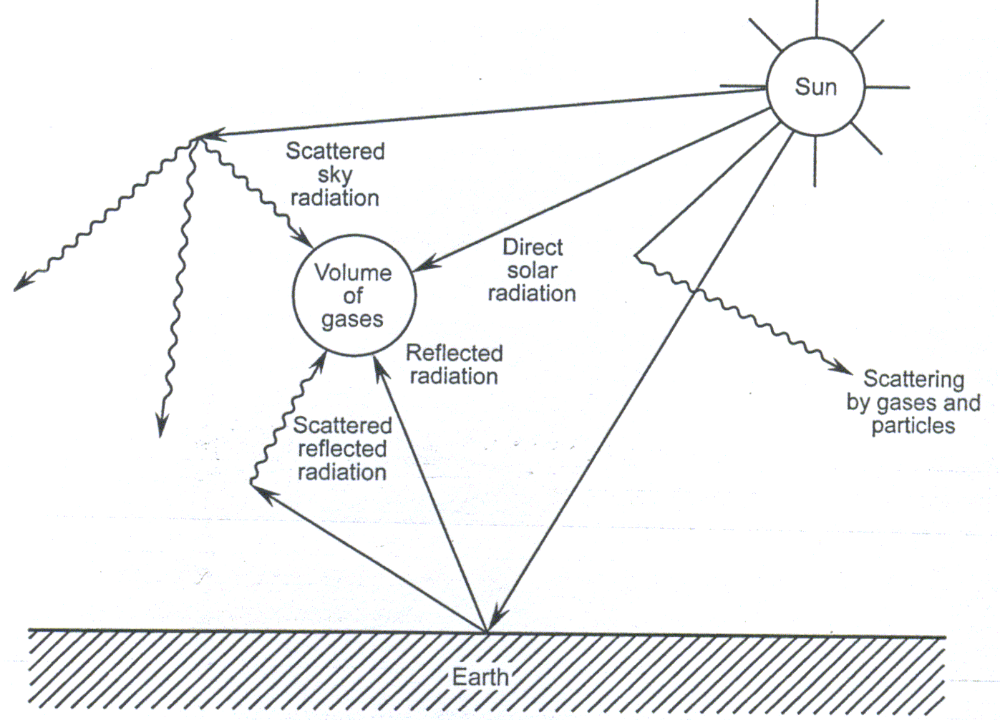 Sun
Scattered
sky
radiation
Direct
solar
radiation
Volume
of
gases
Reflected
radiation
Scattering
by gases and
particles
Scattered
reflected
radiation
Earth